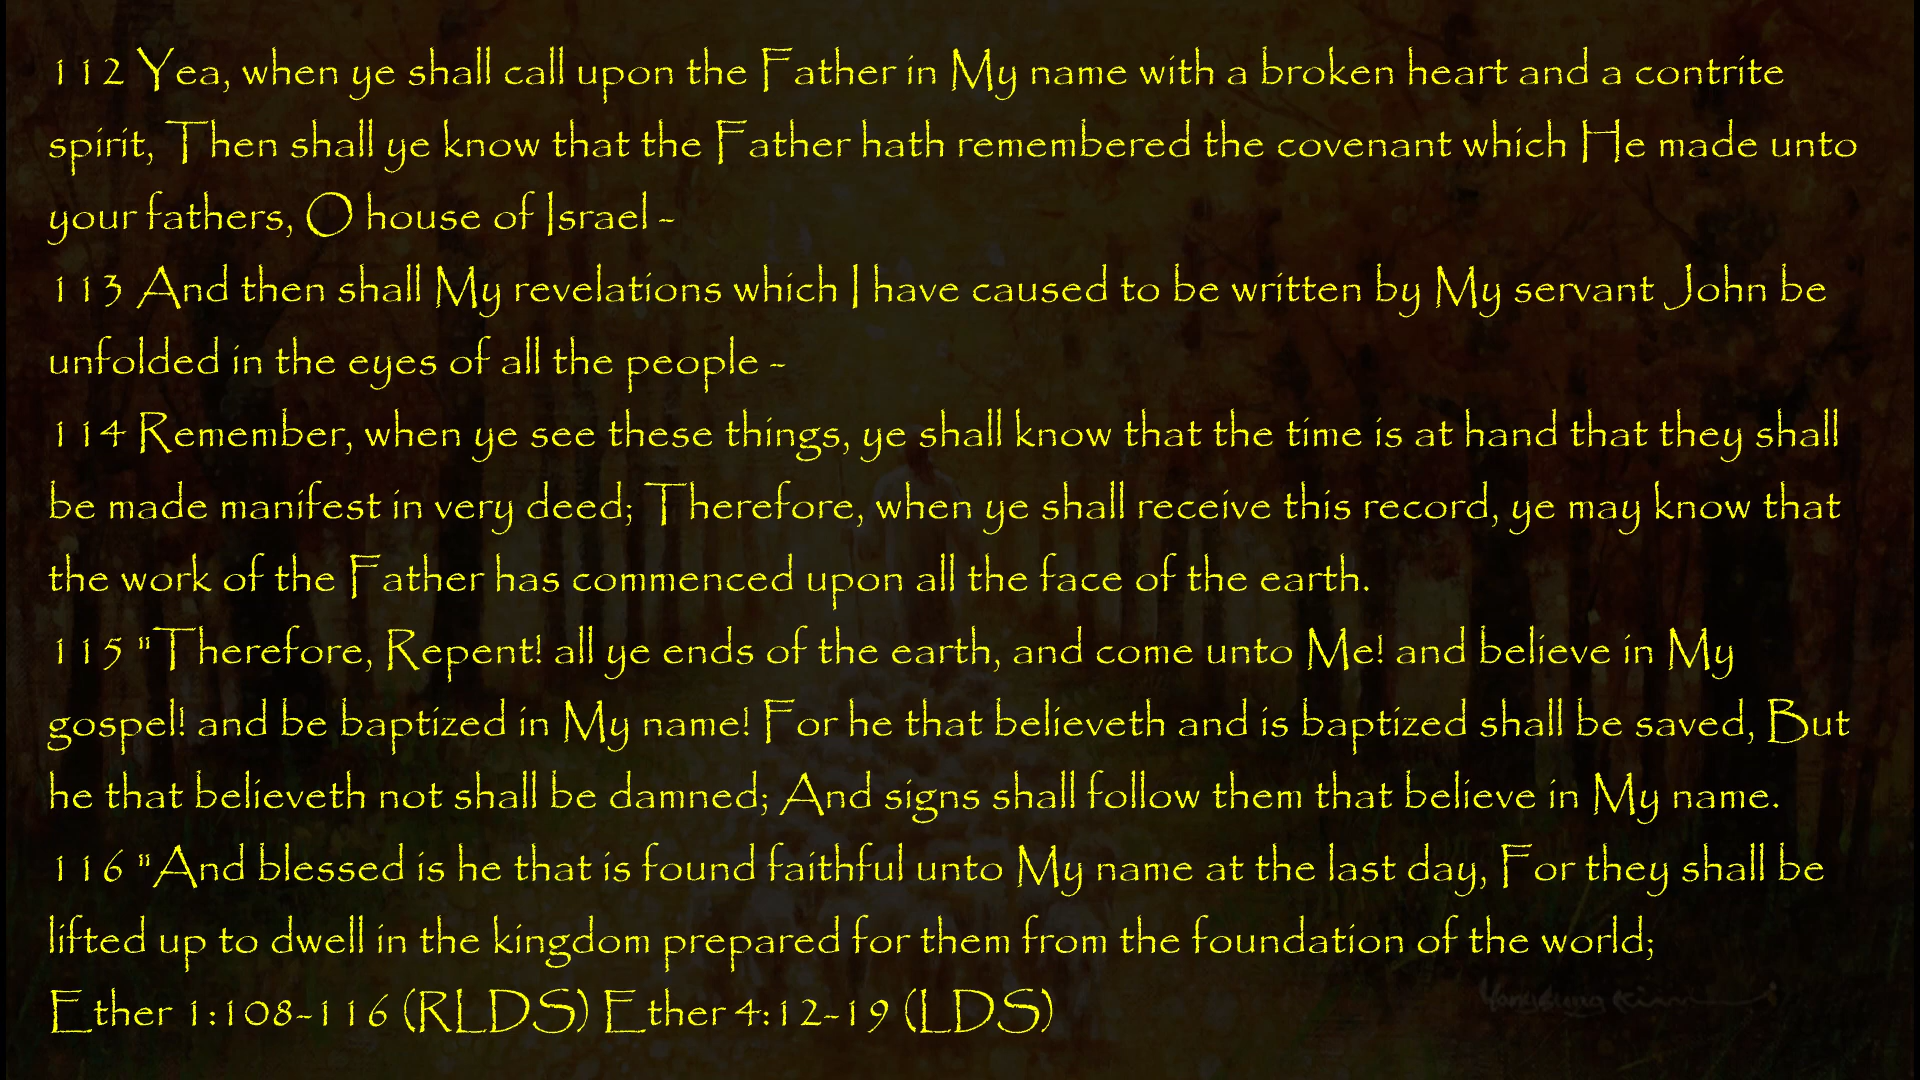 112 Yea, when ye shall call upon the Father in My name with a broken heart and a contrite
spirit, Then shall ye know that the Father hath remembered the covenant which He made unto
your fathers, O house of Israel -
113 And then shall My revelations which I have caused to be written by My servant John be
unfolded in the eyes of all the people -
114 Remember, when ye see these things, ye shall know that the time is at hand that they shall
be made manifest in very deed; Therefore, when ye shall receive this record, ye may know that
the work of the Father has commenced upon all the face of the earth.
115 "Therefore, Repent! all ye ends of the earth, and come unto Me! and believe in My
gospel! and be baptized in My name! For he that believeth and is baptized shall be saved, But
he that believeth not shall be damned; And signs shall follow them that believe in My name.
116 "And blessed is he that is found faithful unto My name at the last day, For they shall be
lifted up to dwell in the kingdom prepared for them from the foundation of the world;
Ether 1:108-116 (RLDS) Ether 4:12-19 (LDS)
Yongsung Kim